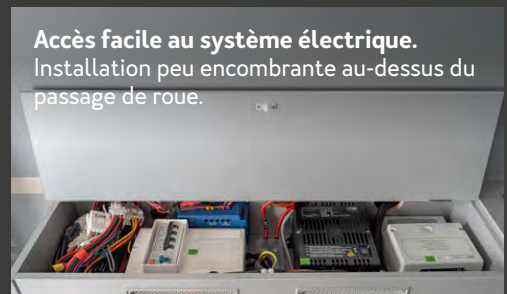 Accès facile au système électrique.
Installation peu encombrante au-dessus du
passage de roue.